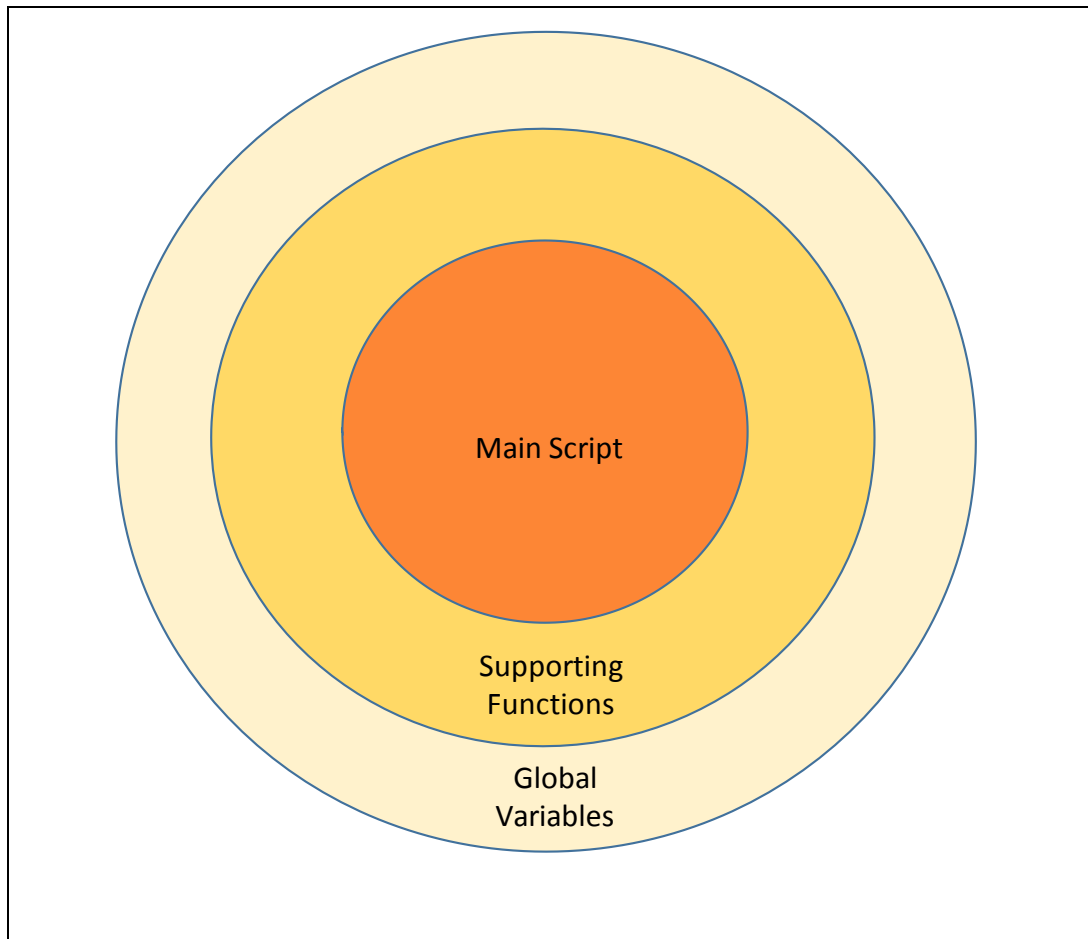 Main Script
Supporting
Functions
Global
Variables